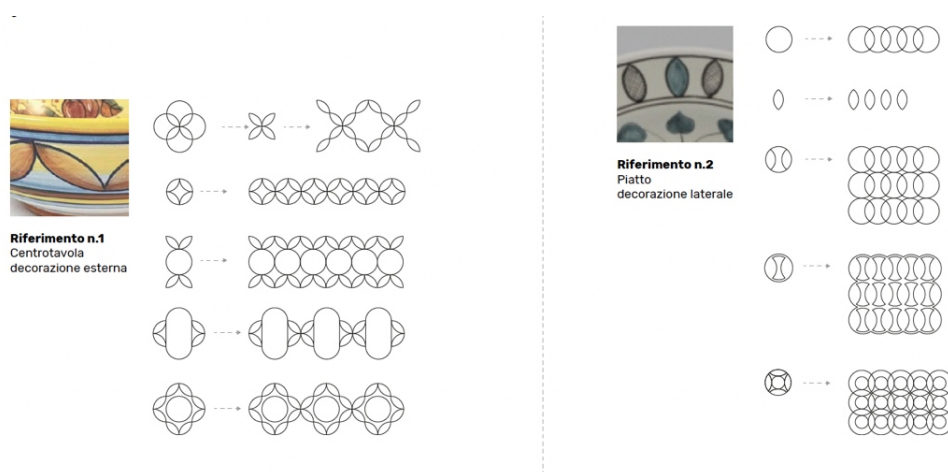 Riferimento n.1
Centrotavola
decorazione esterna
Riferimento n.2
Piatto
decorazione laterale